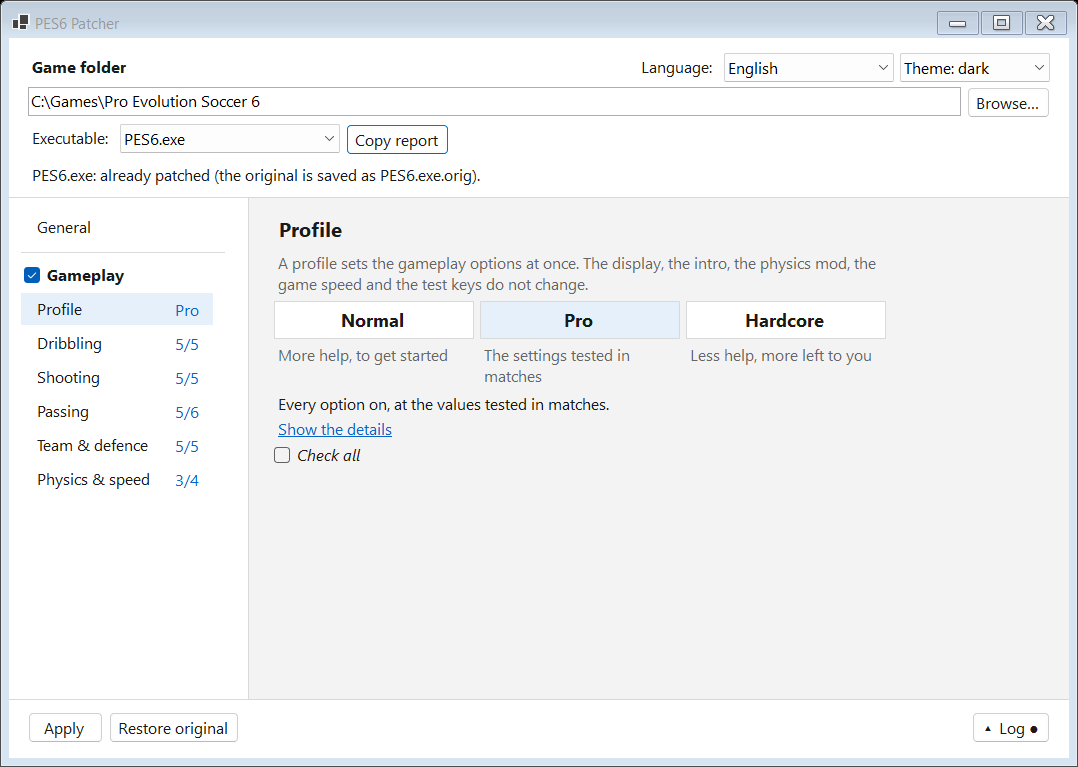 PES6 Patcher
Game folder
Language: English Theme: dark
C:\Games\Pro Evolution Soccer 6 Browse...
Executable: PES6.exe Copy report
PES6.exe: already patched (the original is saved as PES6.exe.orig).
General
Gameplay
Profile Pro
Dribbling 5/5
Shooting 5/5
Passing 5/6
Team & defence 5/5
Physics & speed 3/4
Profile
A profile sets the gameplay options at once. The display, the intro, the physics mod, the
game speed and the test keys do not change.
Normal Pro Hardcore
More help, to get started
The settings tested in
matches
Less help, more left to you
Every option on, at the values tested in matches.
Show the details
Check all
Apply Restore original
Log